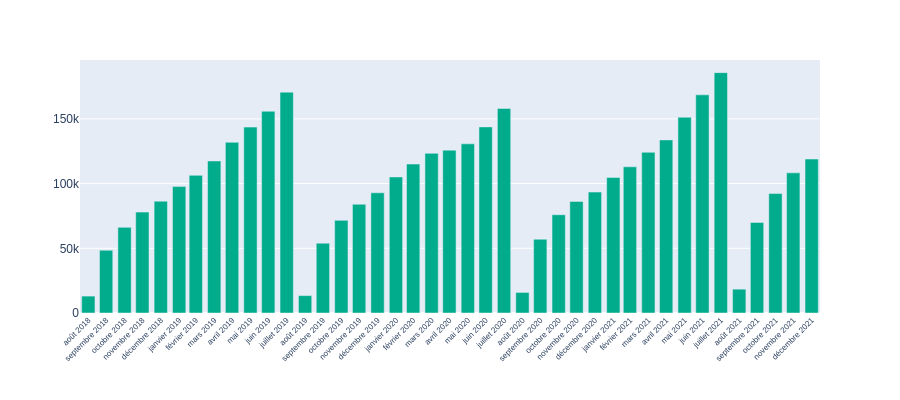 150k
100k
50k
0
août 2018
septembre 2018
octobre 2018
novembre 2018
décembre 2018
janvier 2019
février 2019
mars 2019
avril 2019
mai 2019
juin 2019
juillet 2019
août 2019
septembre 2019
octobre 2019
novembre 2019
décembre 2019
janvier 2020
février 2020
mars 2020
avril 2020
mai 2020
juin 2020
juillet 2020
août 2020
septembre 2020
octobre 2020
novembre 2020
décembre 2020
janvier 2021
février 2021
mars 2021
avril 2021
mai 2021
juin 2021
juillet 2021
août 2021
septembre 2021
octobre 2021
novembre 2021
décembre 2021